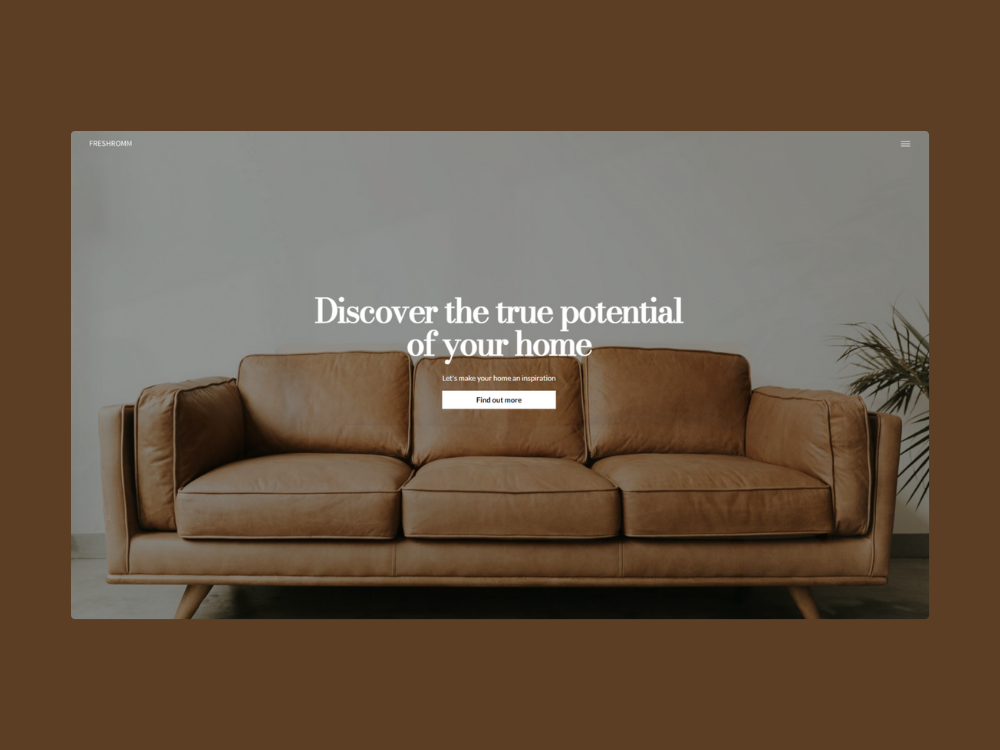 FRESHROMM
Discover the true potential
of your home
Let's make your home an inspiration
Find out more